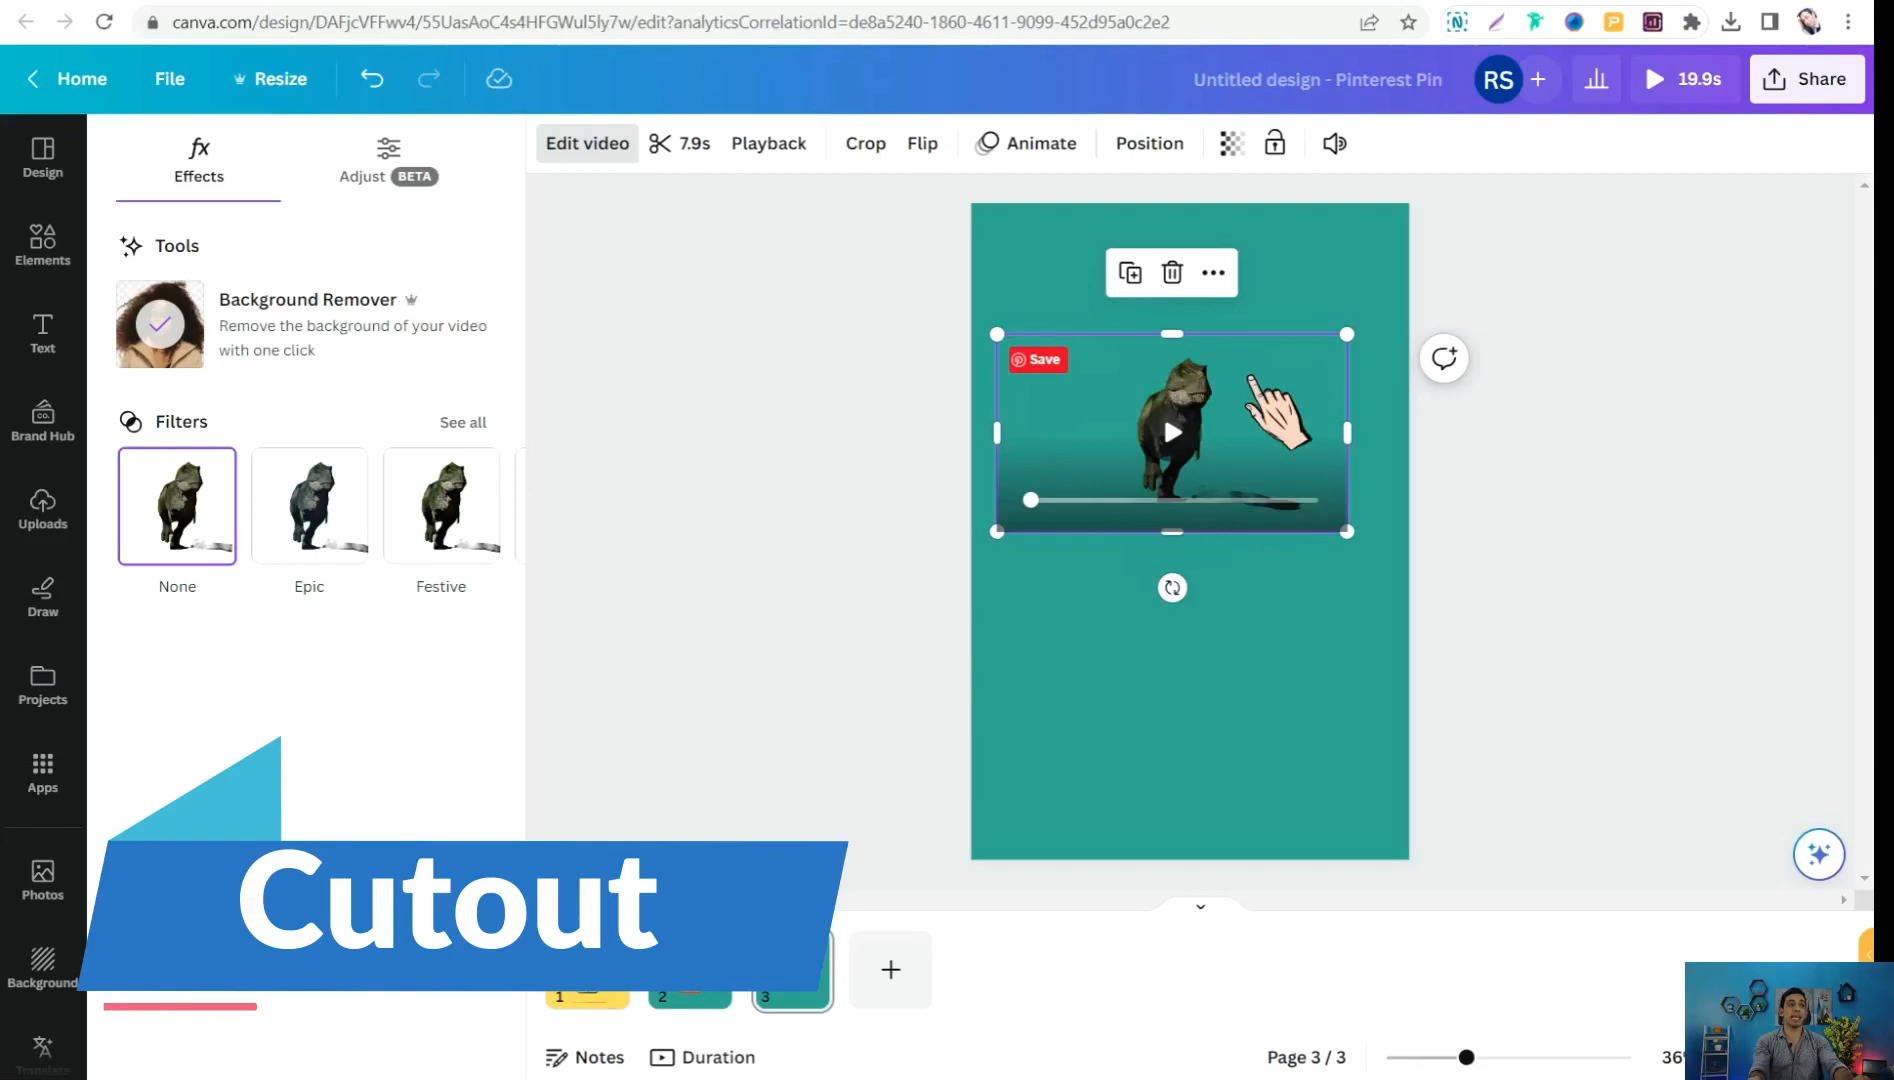 canva.com/design/DAFjcVFFwv4/55UasAoC4s4HFGWul5ly7w/edit?analyticsCorrelationId=de8a5240-1860-4611-9099-452d95a0c2e2
Home File Resize
Untitled design - Pinterest Pin
RS
19.9s
Share
Design
Elements
Text
Brand Hub
Uploads
Draw
Projects
Apps
Photos
Background
Translate
fx
Effects
Adjust BETA
Tools
Background Remover
Remove the background of your video
with one click
Filters
See all
None
Epic
Festive
Edit video
7.9s
Playback
Crop
Flip
Animate
Position
Save
Cutout
1
2
3
Notes
Duration
Page 3 / 3